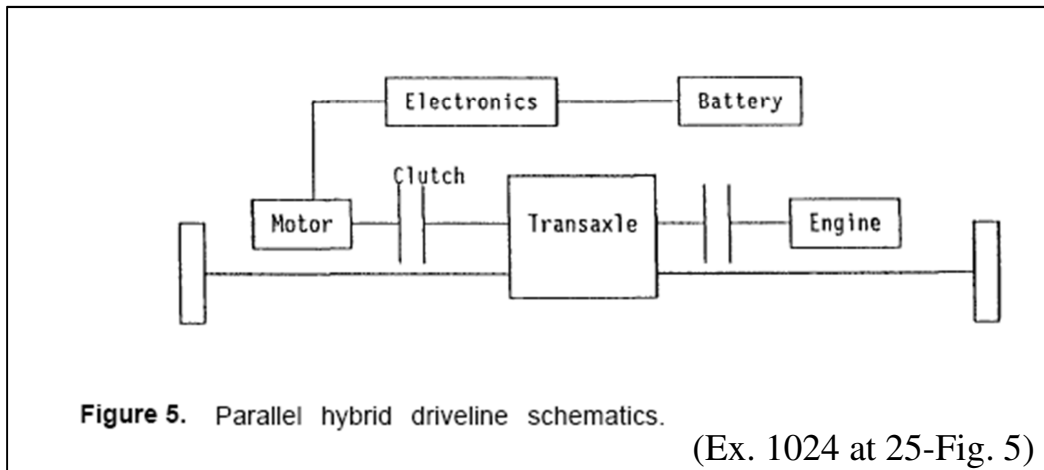 Electronics
Battery
Clutch
Motor
Transaxle
Engine
Figure 5. Parallel hybrid driveline schematics.
(Ex. 1024 at 25-Fig. 5)